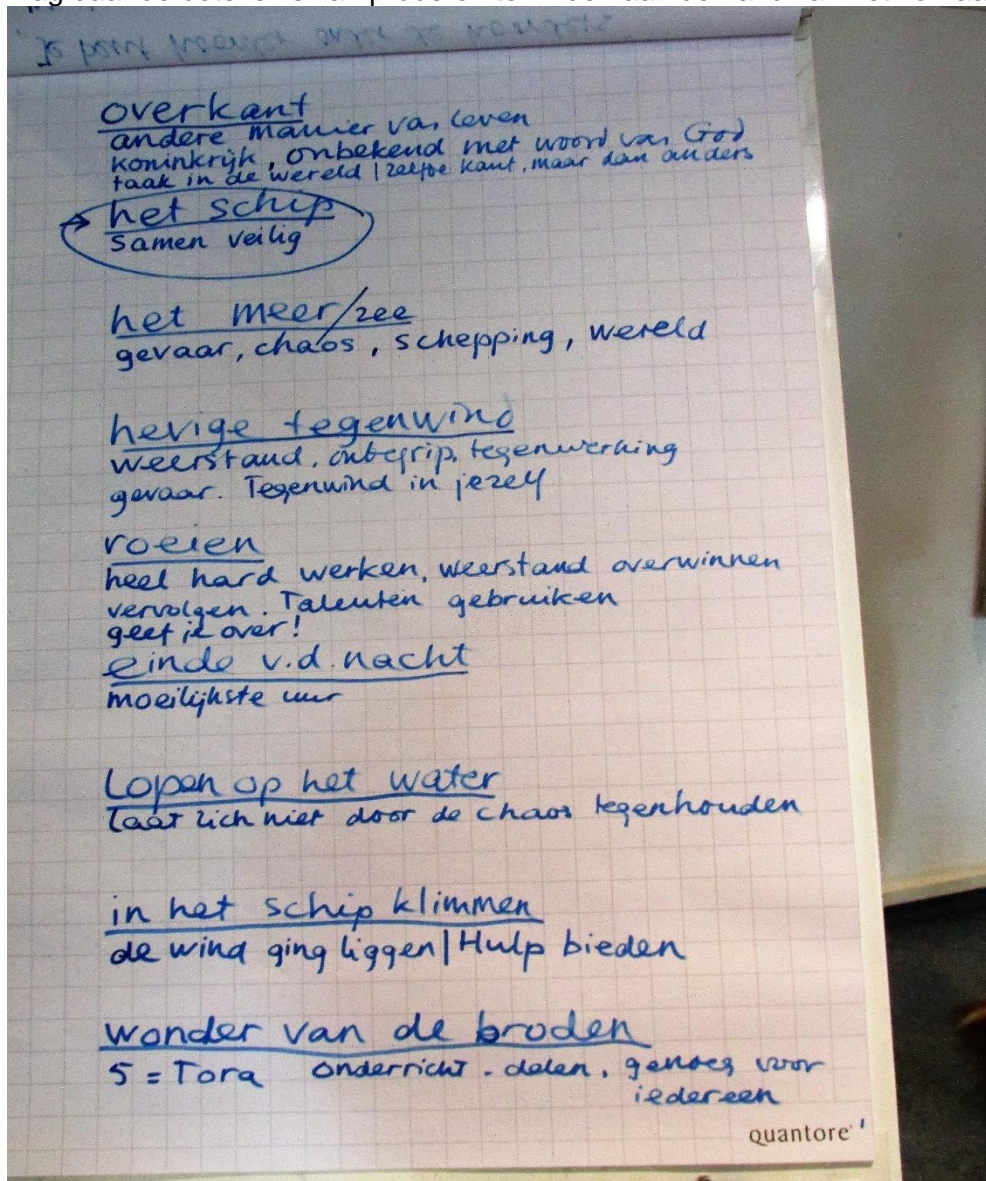 "Je bent
overkant
andere manier van leven
koninkrijk, onbekend met woord van God
taak in de wereld | zelfde kant, maar dan anders
→ het schip
samen veilig
het meer/zee
gevaar, chaos, schepping, wereld
hevige tegenwind
weerstand, onbegrip, tegenwerking
gevaar. Tegenwind in jezelf
roeien
heel hard werken, weerstand overwinnen
vervolgen. Talenten gebruiken
geef je over!
einde v.d. nacht
moeilijkste uur
Lopen op het water
laat zich niet door de chaos tegenhouden
in het schip klimmen
de wind ging liggen | Hulp bieden
wonder van de broden
5 = Tora onderricht - delen. genoeg voor
iedereen
quantore